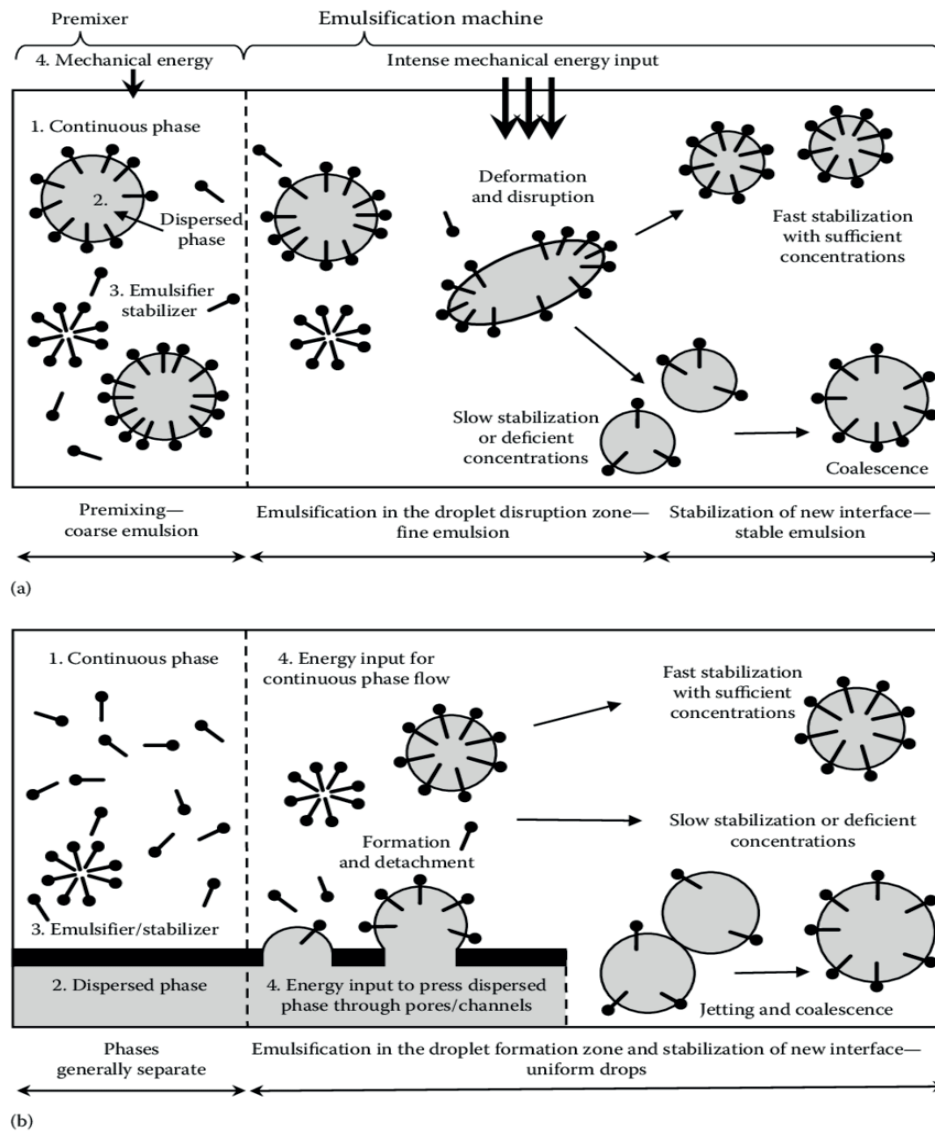 Premixer
Emulsification machine
4. Mechanical energy
Intense mechanical energy input
1. Continuous phase
2.
Dispersed
phase
3. Emulsifier
stabilizer
Deformation
and disruption
Fast stabilization
with sufficient
concentrations
Slow stabilization
or deficient
concentrations
Coalescence
Premixing—
coarse emulsion
Emulsification in the droplet disruption zone—
fine emulsion
Stabilization of new interface—
stable emulsion
(a)
1. Continuous phase
4. Energy input for
continuous phase flow
Fast stabilization
with sufficient
concentrations
Formation
and detachment
Slow stabilization or deficient
concentrations
3. Emulsifier/stabilizer
2. Dispersed phase
4. Energy input to press dispersed
phase through pores/channels
Jetting and coalescence
Phases
generally separate
Emulsification in the droplet formation zone and stabilization of new interface—
uniform drops
(b)